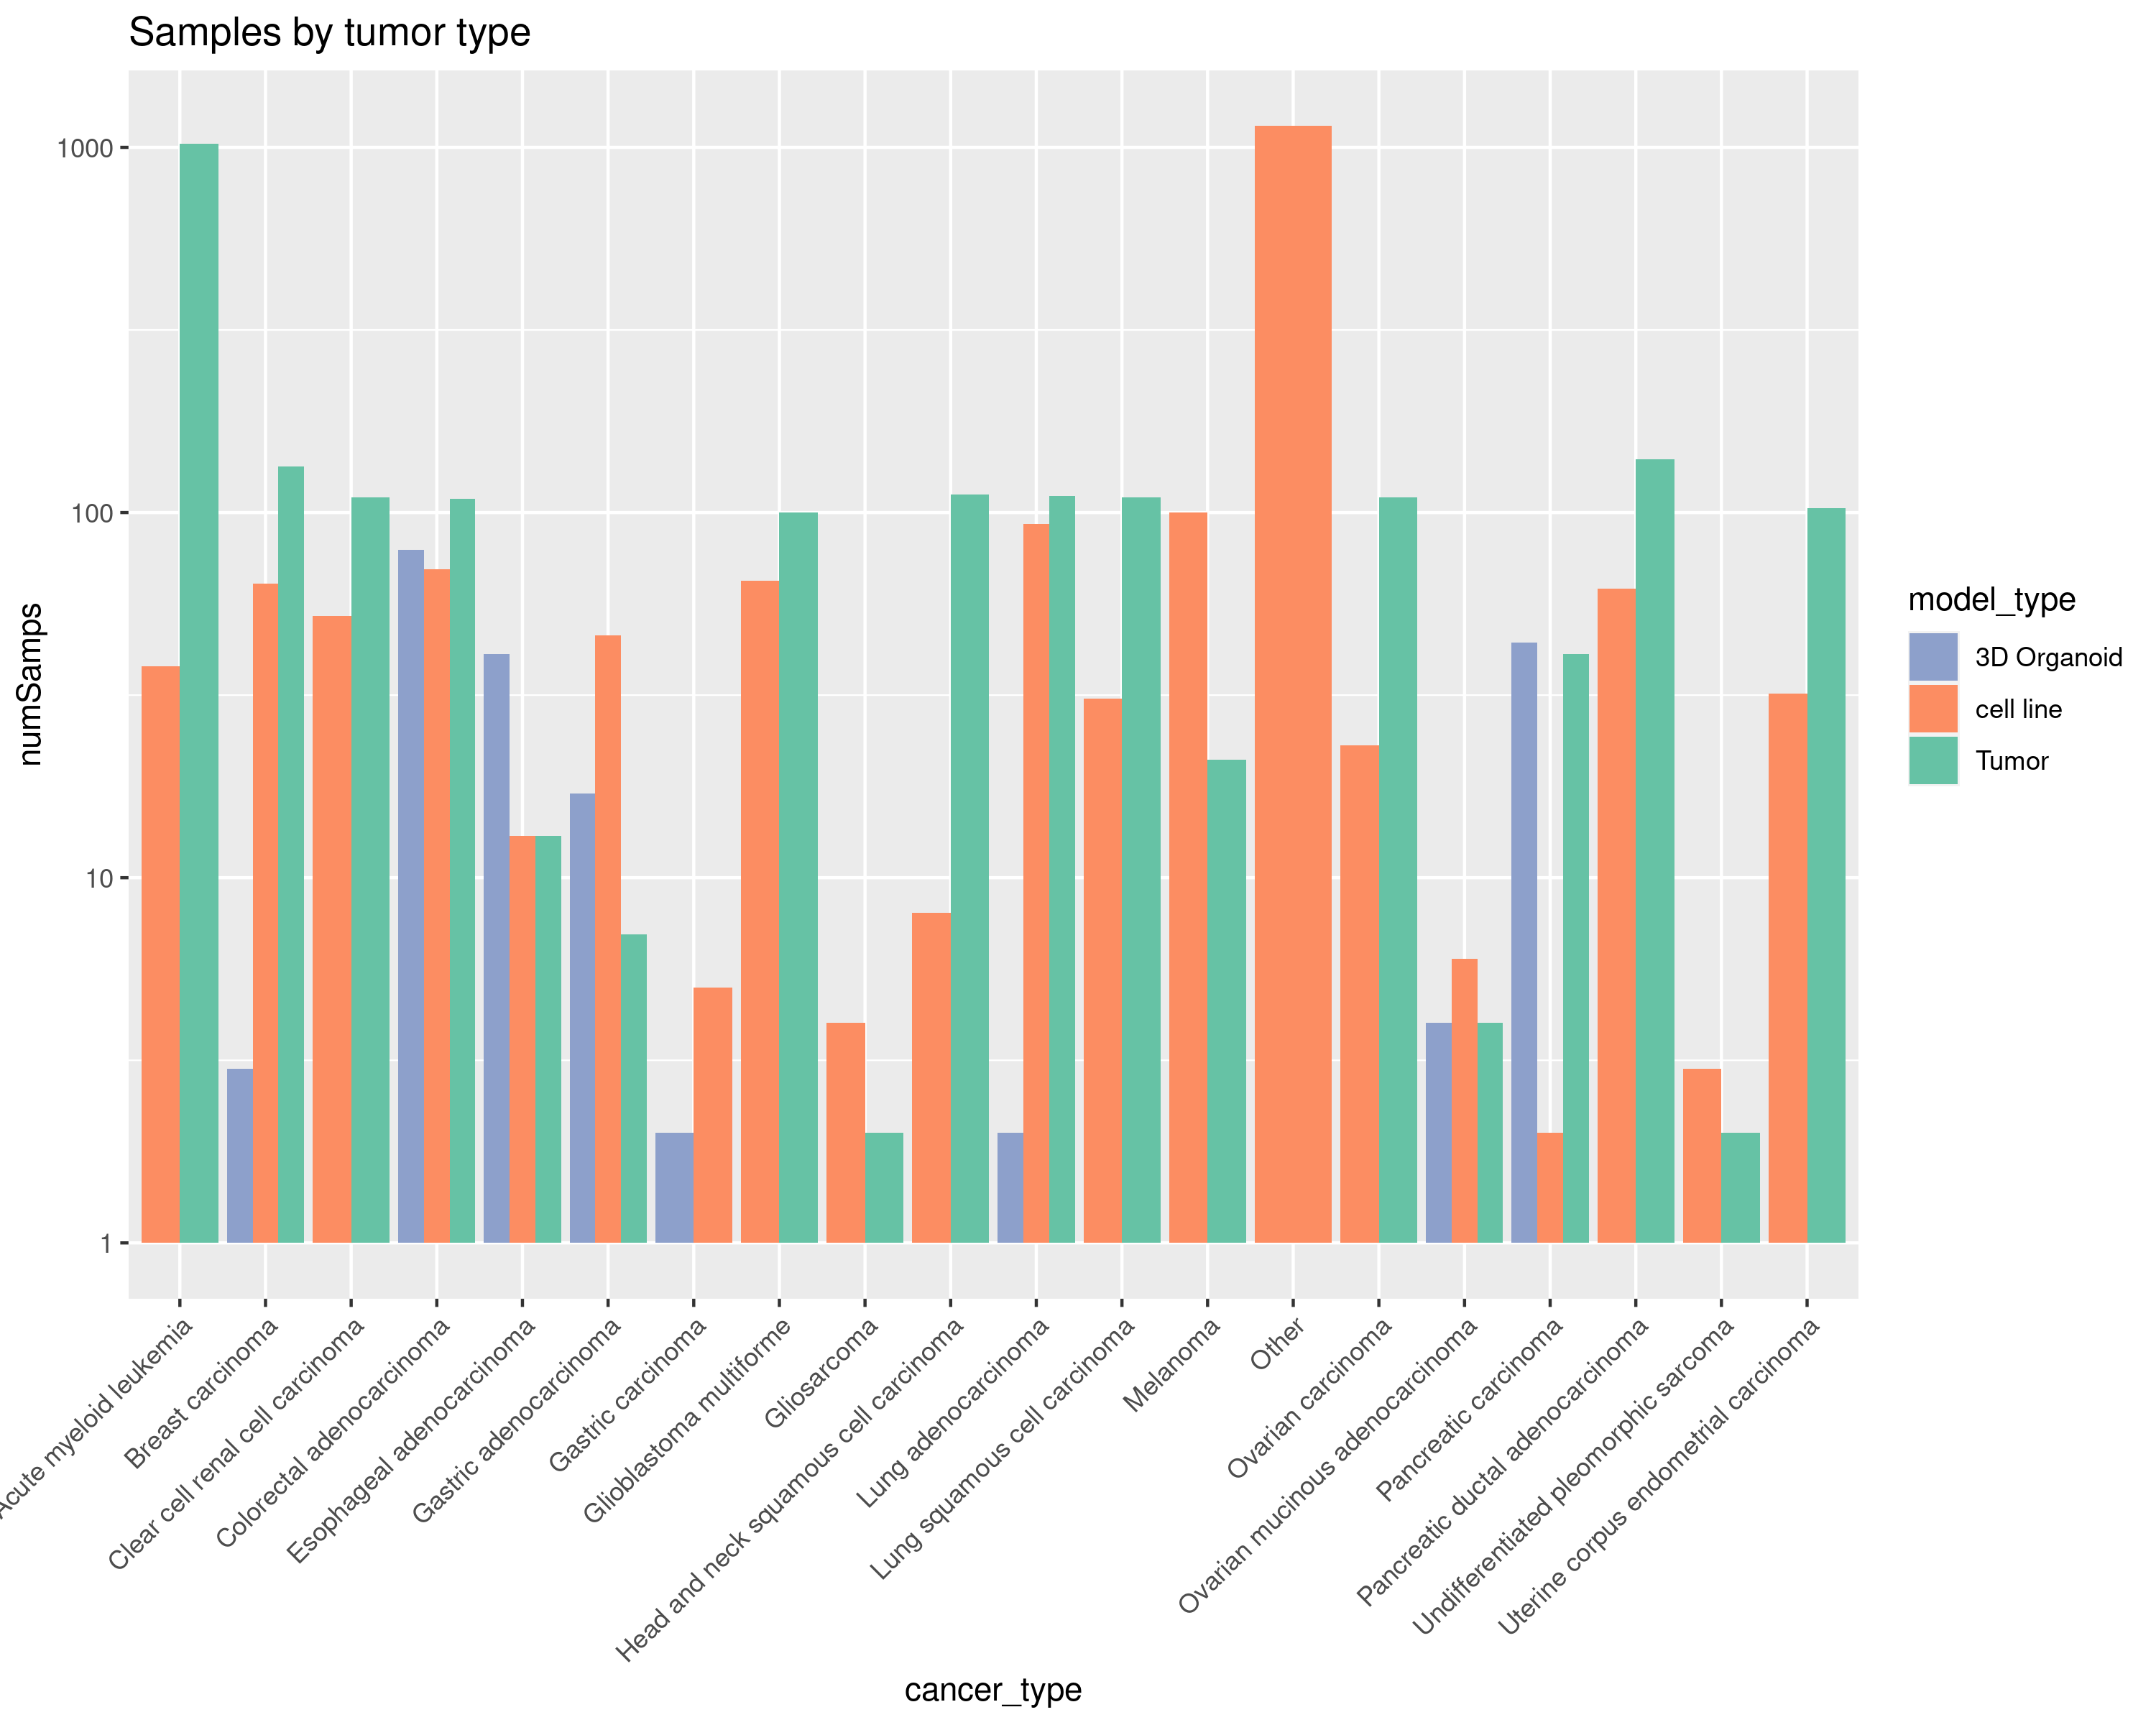 Samples by tumor type
1000
100
10
1
numSamps
Acute myeloid leukemia
Breast carcinoma
Clear cell renal cell carcinoma
Colorectal adenocarcinoma
Esophageal adenocarcinoma
Gastric adenocarcinoma
Gastric carcinoma
Glioblastoma multiforme
Gliosarcoma
Head and neck squamous cell carcinoma
Lung adenocarcinoma
Lung squamous cell carcinoma
Melanoma
Other
Ovarian carcinoma
Ovarian mucinous adenocarcinoma
Pancreatic carcinoma
Pancreatic ductal adenocarcinoma
Undifferentiated pleomorphic sarcoma
Uterine corpus endometrial carcinoma
cancer_type
model_type
3D Organoid
cell line
Tumor